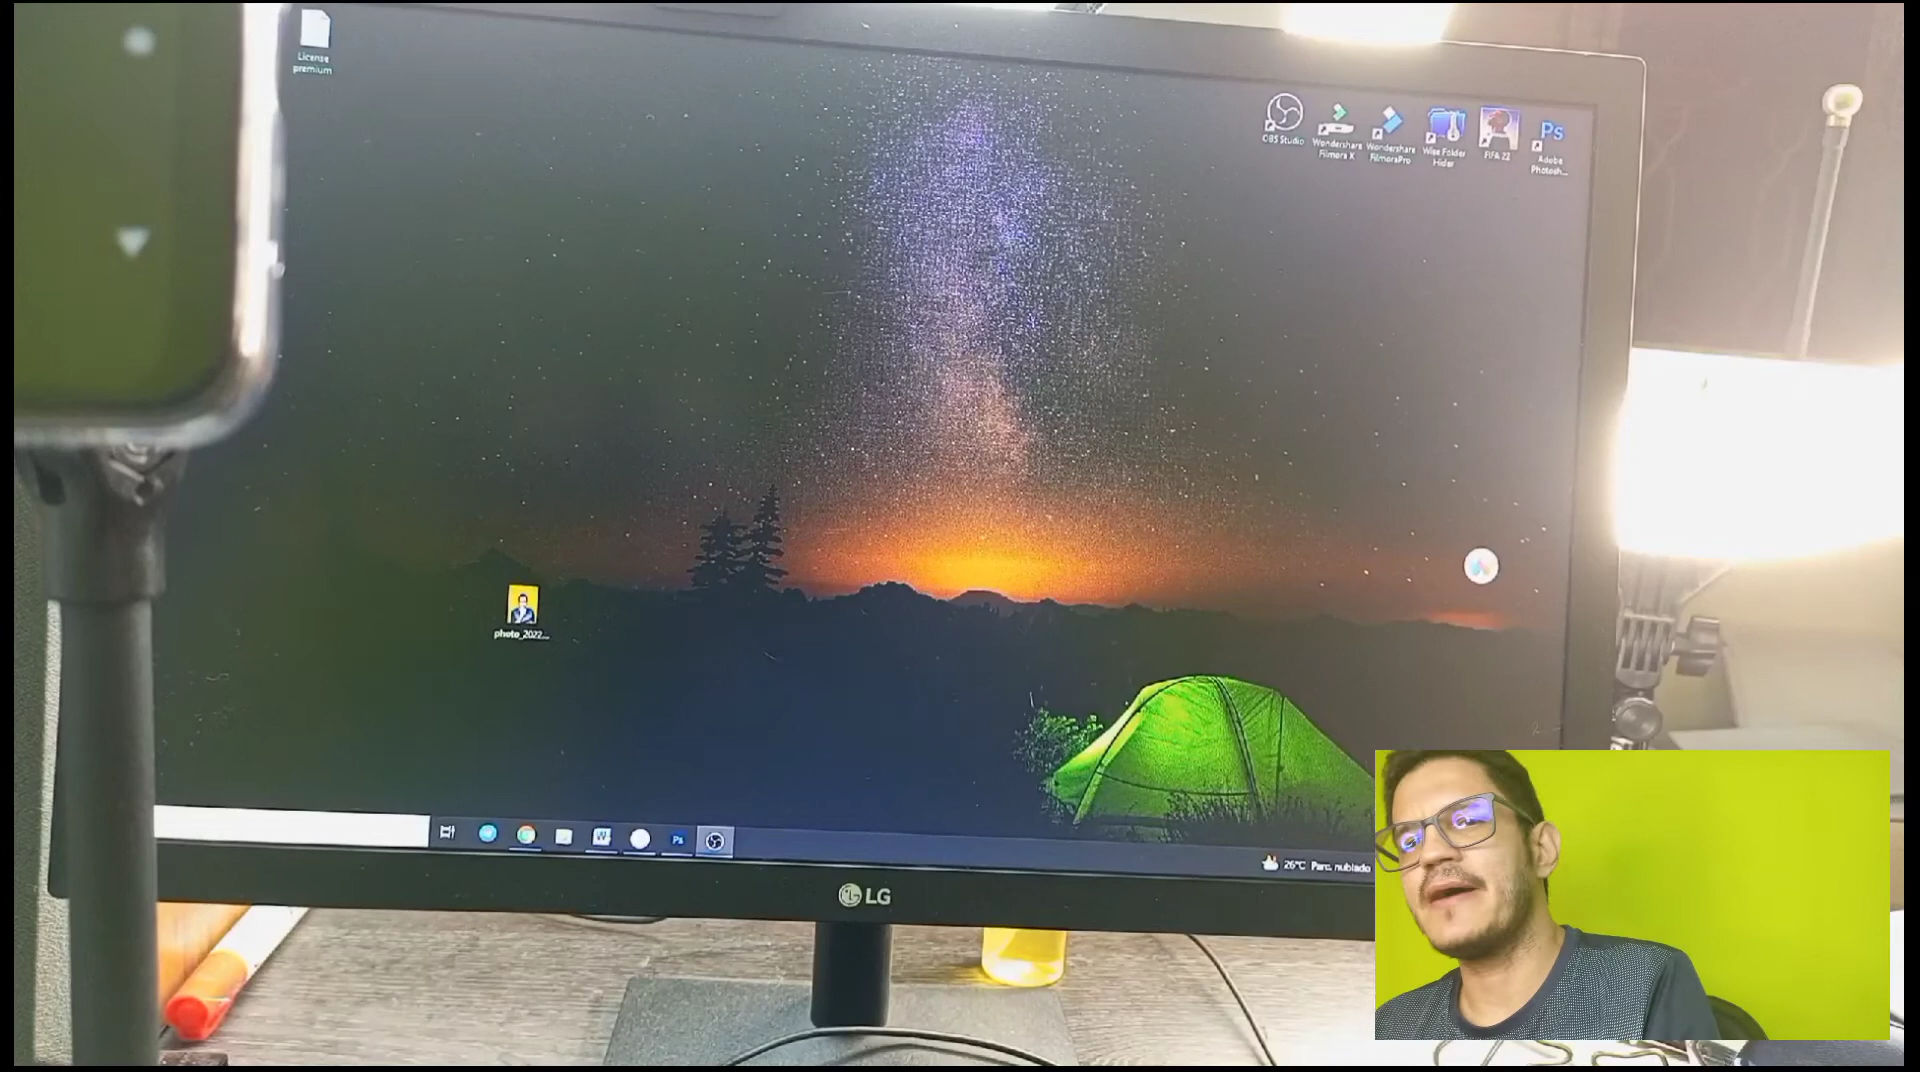 License
premium
OBS Studio
Wondershare
Filmora X
Wondershare
FilmoraPro
Wise Folder
Hider
FIFA 22
Ps
Adobe
Photosh...
photo_2022...
W
Ps
26°C Parc. nublado
LG